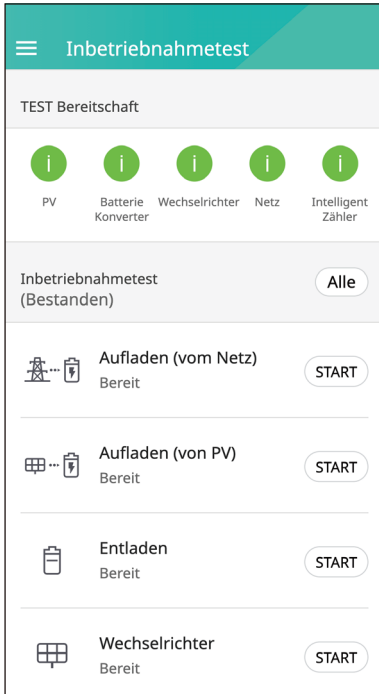 Inbetriebnahmetest
TEST Bereitschaft
i i i i i
PV Batterie Konverter Wechselrichter Netz Intelligent Zähler
Inbetriebnahmetest
(Bestanden)
Alle
Aufladen (vom Netz)
Bereit
START
Aufladen (von PV)
Bereit
START
Entladen
Bereit
START
Wechselrichter
Bereit
START